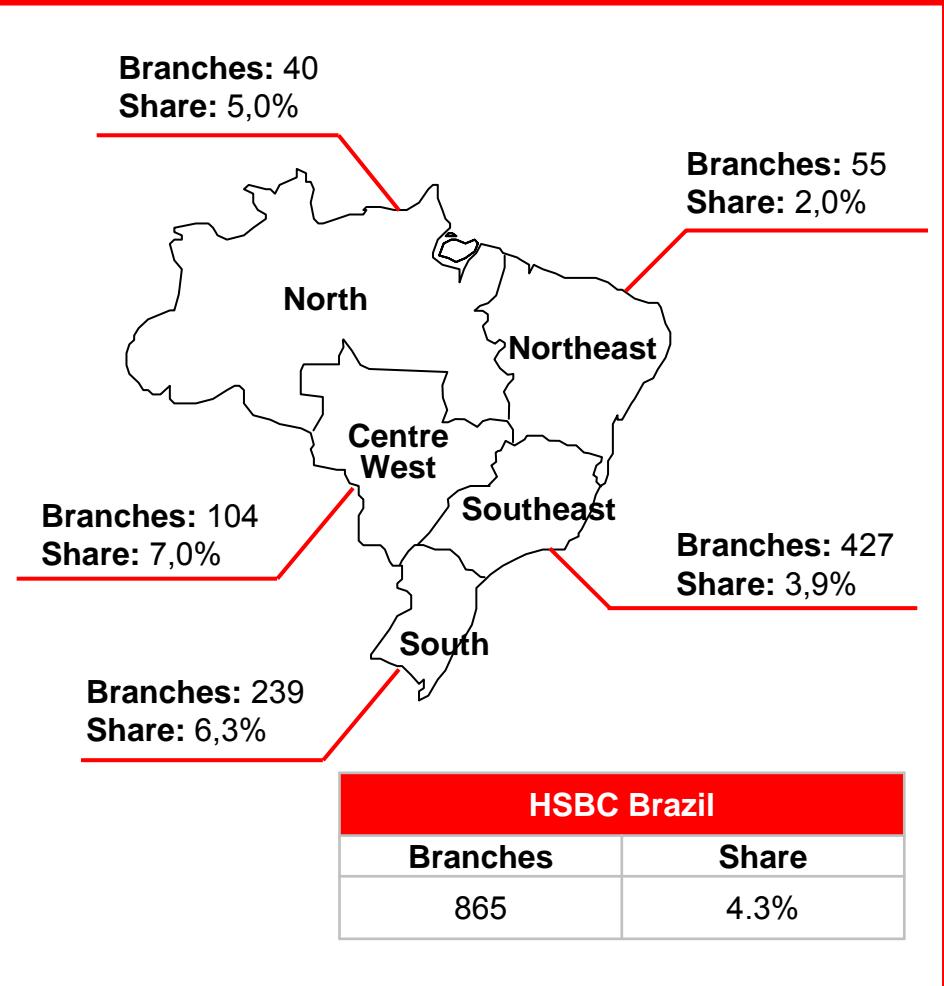 Branches: 40
Share: 5,0%
Branches: 55
Share: 2,0%
North
Northeast
Centre
West
Southeast
Branches: 104
Share: 7,0%
Branches: 427
Share: 3,9%
South
Branches: 239
Share: 6,3%
HSBC Brazil
Branches Share
865 4.3%